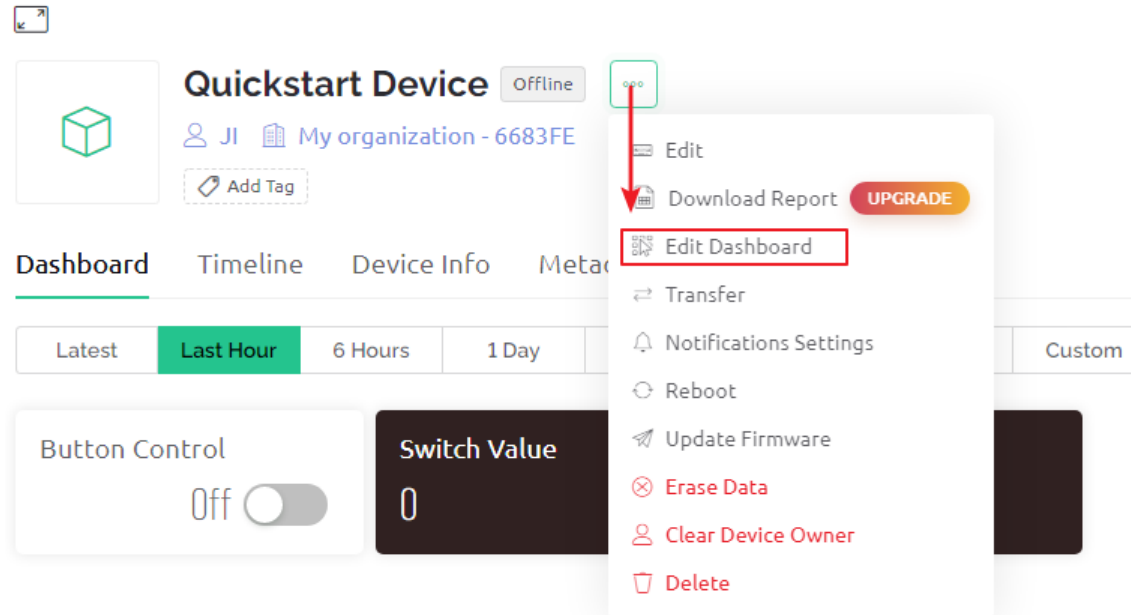 Quickstart Device Offline
JI My organization - 6683FE
Add Tag
Dashboard Timeline Device Info
Latest Last Hour 6 Hours 1 Day Custom
Button Control
Off
Switch Value
0
Edit
Download Report UPGRADE
Edit Dashboard
Transfer
Notifications Settings
Reboot
Update Firmware
Erase Data
Clear Device Owner
Delete